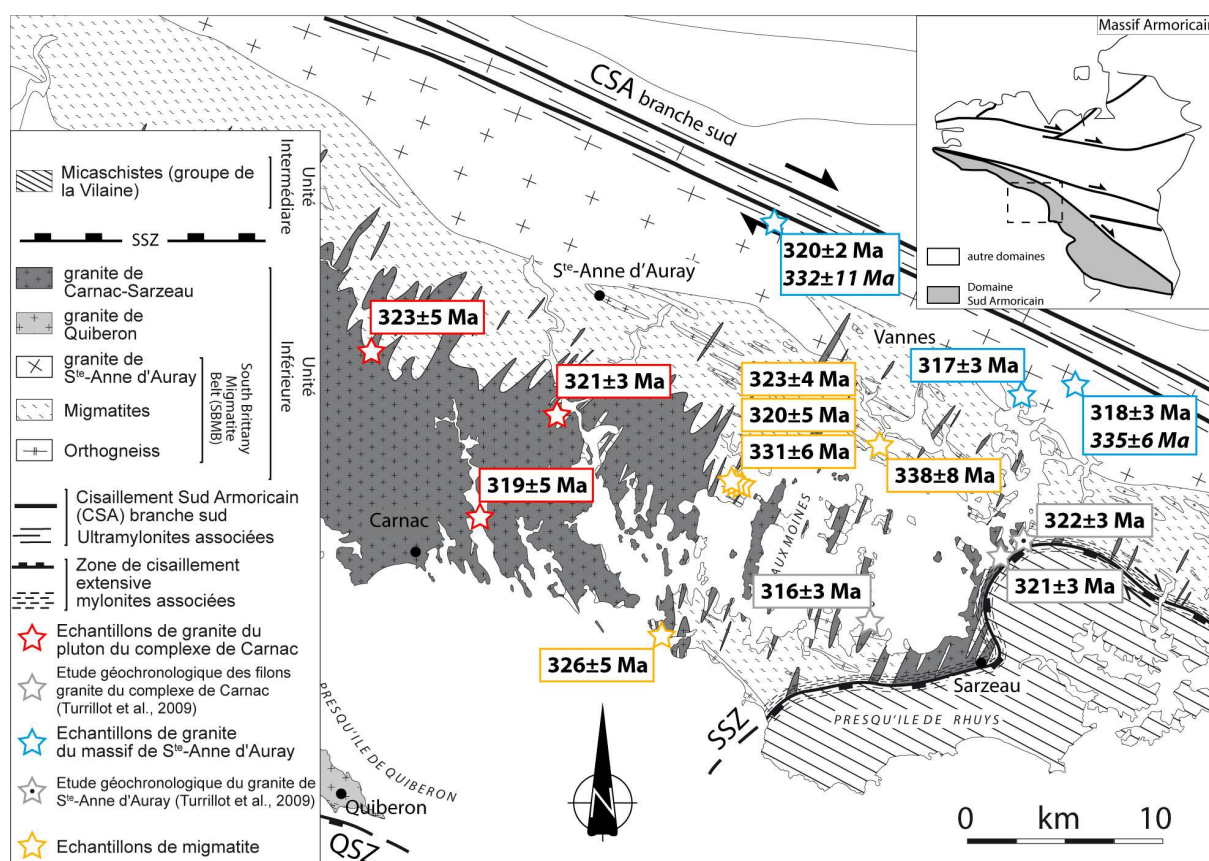 Massif Armoricain
autre domaines
Domaine
Sud Armoricain
CSA branche sud
Micaschistes (groupe de
la Vilaine)
Unité
Intermédiare
SSZ
granite de
Carnac-Sarzeau
granite de
Quiberon
granite de
Ste-Anne d'Auray
Migmatites
Orthogneiss
South Brittany
Migmatite
Belt (SBMB)
Unité
Inférieure
Cisaillement Sud Armoricain
(CSA) branche sud
Ultramylonites associées
Zone de cisaillement
extensive
mylonites associées
Echantillons de granite du
pluton du complexe de Carnac
Etude géochronologique des filons
granite du complexe de Carnac
(Turrillot et al., 2009)
Echantillons de granite
du massif de Ste-Anne d'Auray
Etude géochronologique du granite de
Ste-Anne d'Auray (Turrillot et al., 2009)
Echantillons de migmatite
320±2 Ma
332±11 Ma
Ste-Anne d'Auray
323±5 Ma
Vannes
317±3 Ma
321±3 Ma
323±4 Ma
320±5 Ma
331±6 Ma
318±3 Ma
335±6 Ma
338±8 Ma
319±5 Ma
Carnac
322±3 Ma
321±3 Ma
AUX MOINES
316±3 Ma
326±5 Ma
Sarzeau
SSZ
PRESQU'ILE DE RHUYS
PRESQU'ILE DE QUIBERON
Quiberon
QSZ
N
0 km 10